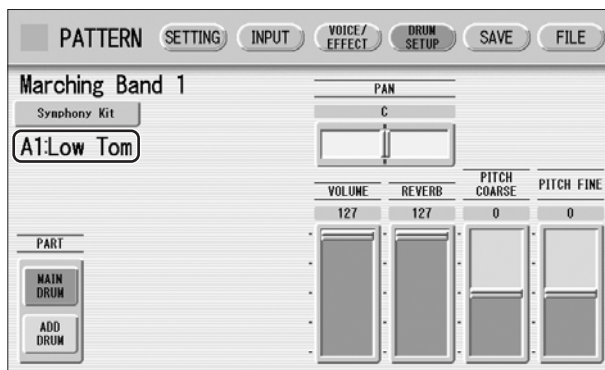 PATTERN SETTING INPUT VOICE/ EFFECT DRUM SETUP SAVE FILE
Marching Band 1
Symphony Kit
A1:Low Tom
PAN
C
VOLUME REVERB PITCH COARSE PITCH FINE
127 127 0 0
PART
MAIN DRUM
ADD DRUM